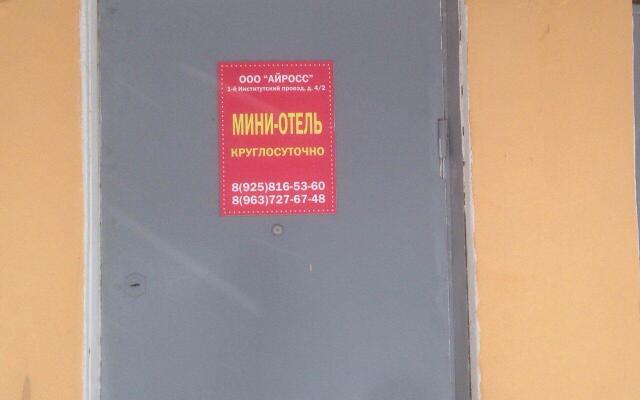 ООО "АЙРОСС"
1-й Институтский проезд, д. 4/2
МИНИ-ОТЕЛЬ
КРУГЛОСУТОЧНО
8(925)816-53-60
8(963)727-67-48